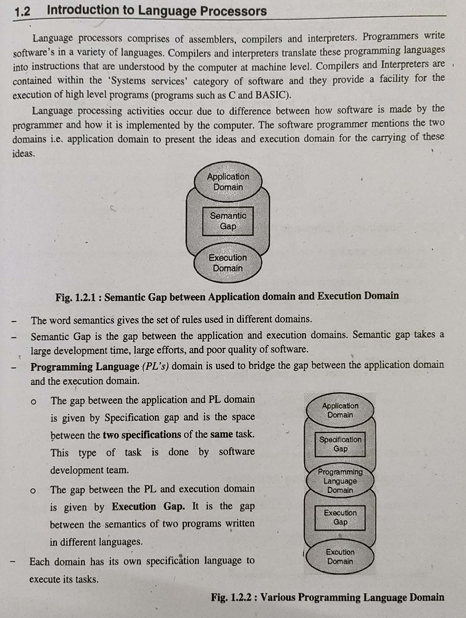 1.2 Introduction to Language Processors
Language processors comprises of assemblers, compilers and interpreters. Programmers write
software's in a variety of languages. Compilers and interpreters translate these programming languages
into instructions that are understood by the computer at machine level. Compilers and Interpreters are
contained within the 'Systems services' category of software and they provide a facility for the
execution of high level programs (programs such as C and BASIC).
Language processing activities occur due to difference between how software is made by the
programmer and how it is implemented by the computer. The software programmer mentions the two
domains i.e. application domain to present the ideas and execution domain for the carrying of these
ideas.
Application
Domain
Semantic
Gap
Execution
Domain
Fig. 1.2.1 : Semantic Gap between Application domain and Execution Domain
– The word semantics gives the set of rules used in different domains.
– Semantic Gap is the gap between the application and execution domains. Semantic gap takes a
large development time, large efforts, and poor quality of software.
– Programming Language (PL's) domain is used to bridge the gap between the application domain
and the execution domain.
o The gap between the application and PL domain
is given by Specification gap and is the space
between the two specifications of the same task.
This type of task is done by software
development team.
o The gap between the PL and execution domain
is given by Execution Gap. It is the gap
between the semantics of two programs written
in different languages.
– Each domain has its own specification language to
execute its tasks.
Application
Domain
Specification
Gap
Programming
Language
Domain
Execution
Gap
Excution
Domain
Fig. 1.2.2 : Various Programming Language Domain